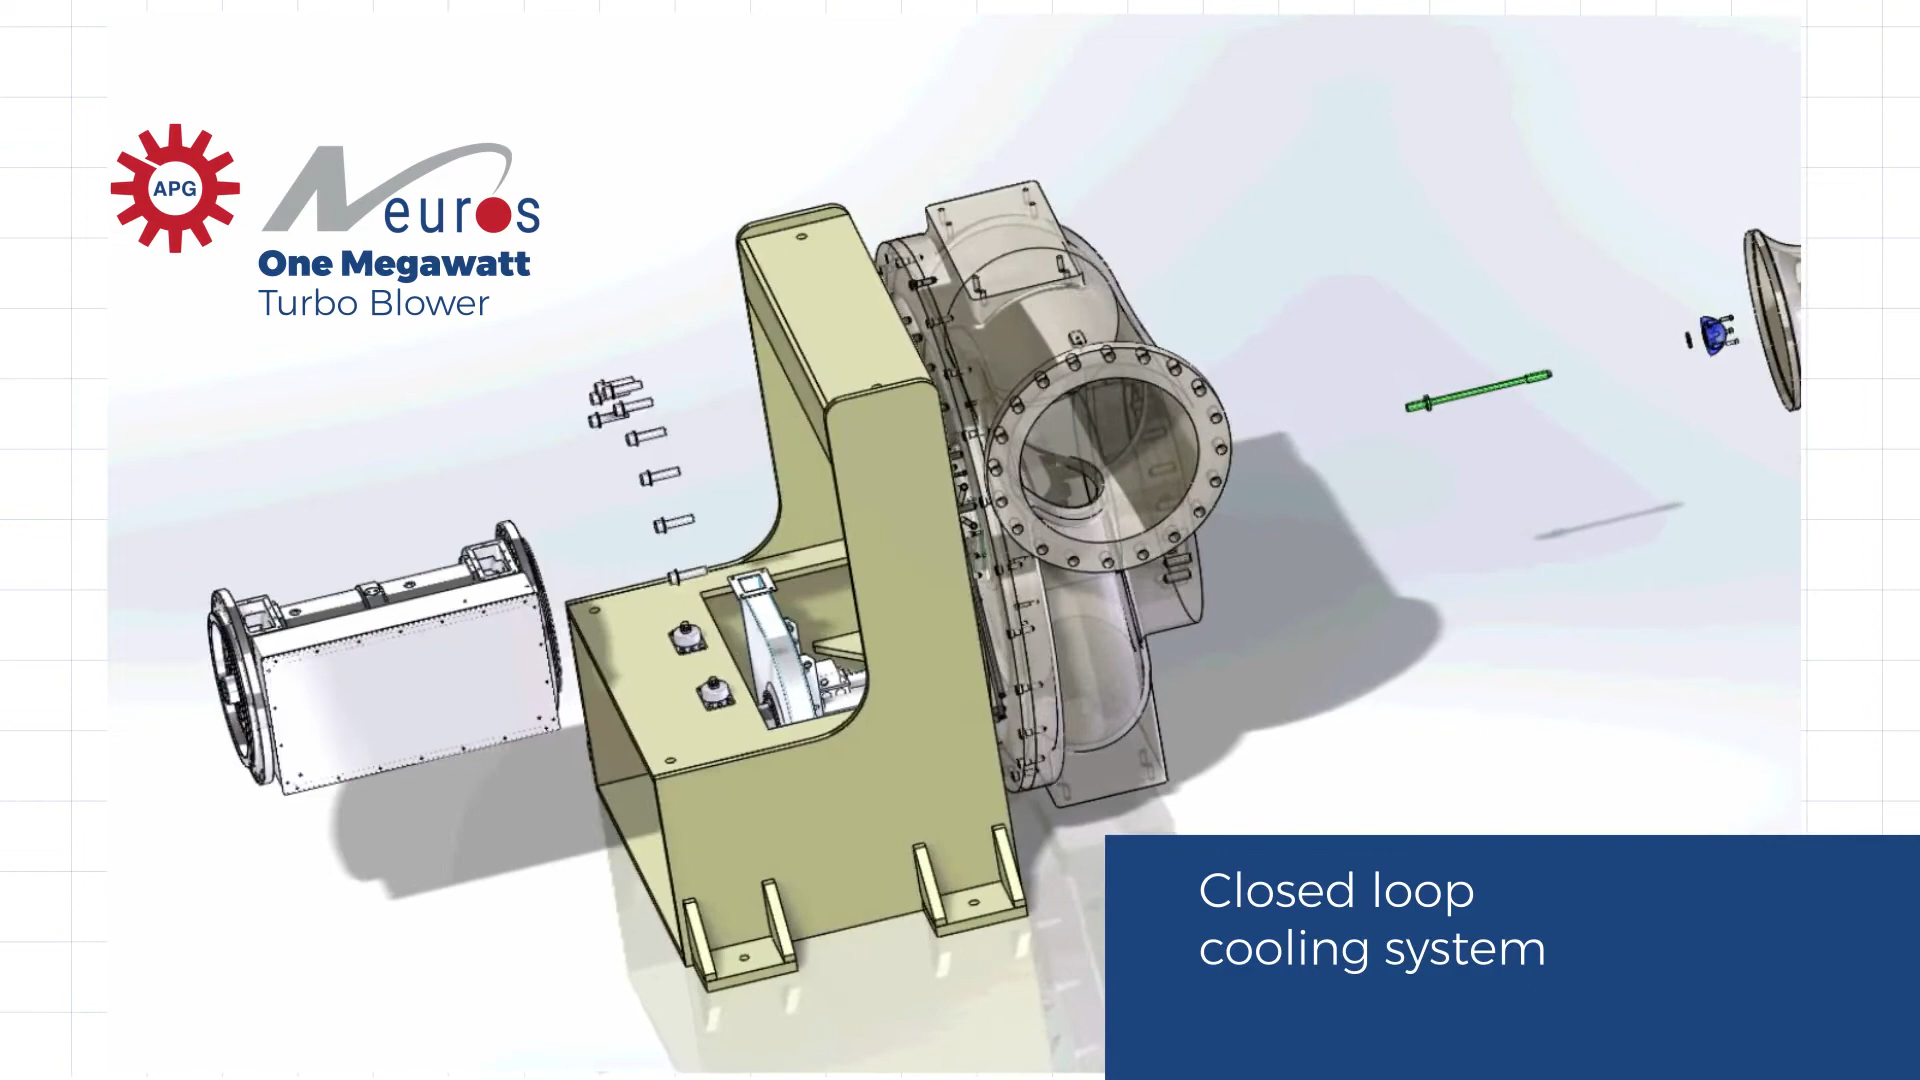 APG
Neuros
One Megawatt
Turbo Blower
Closed loop
cooling system